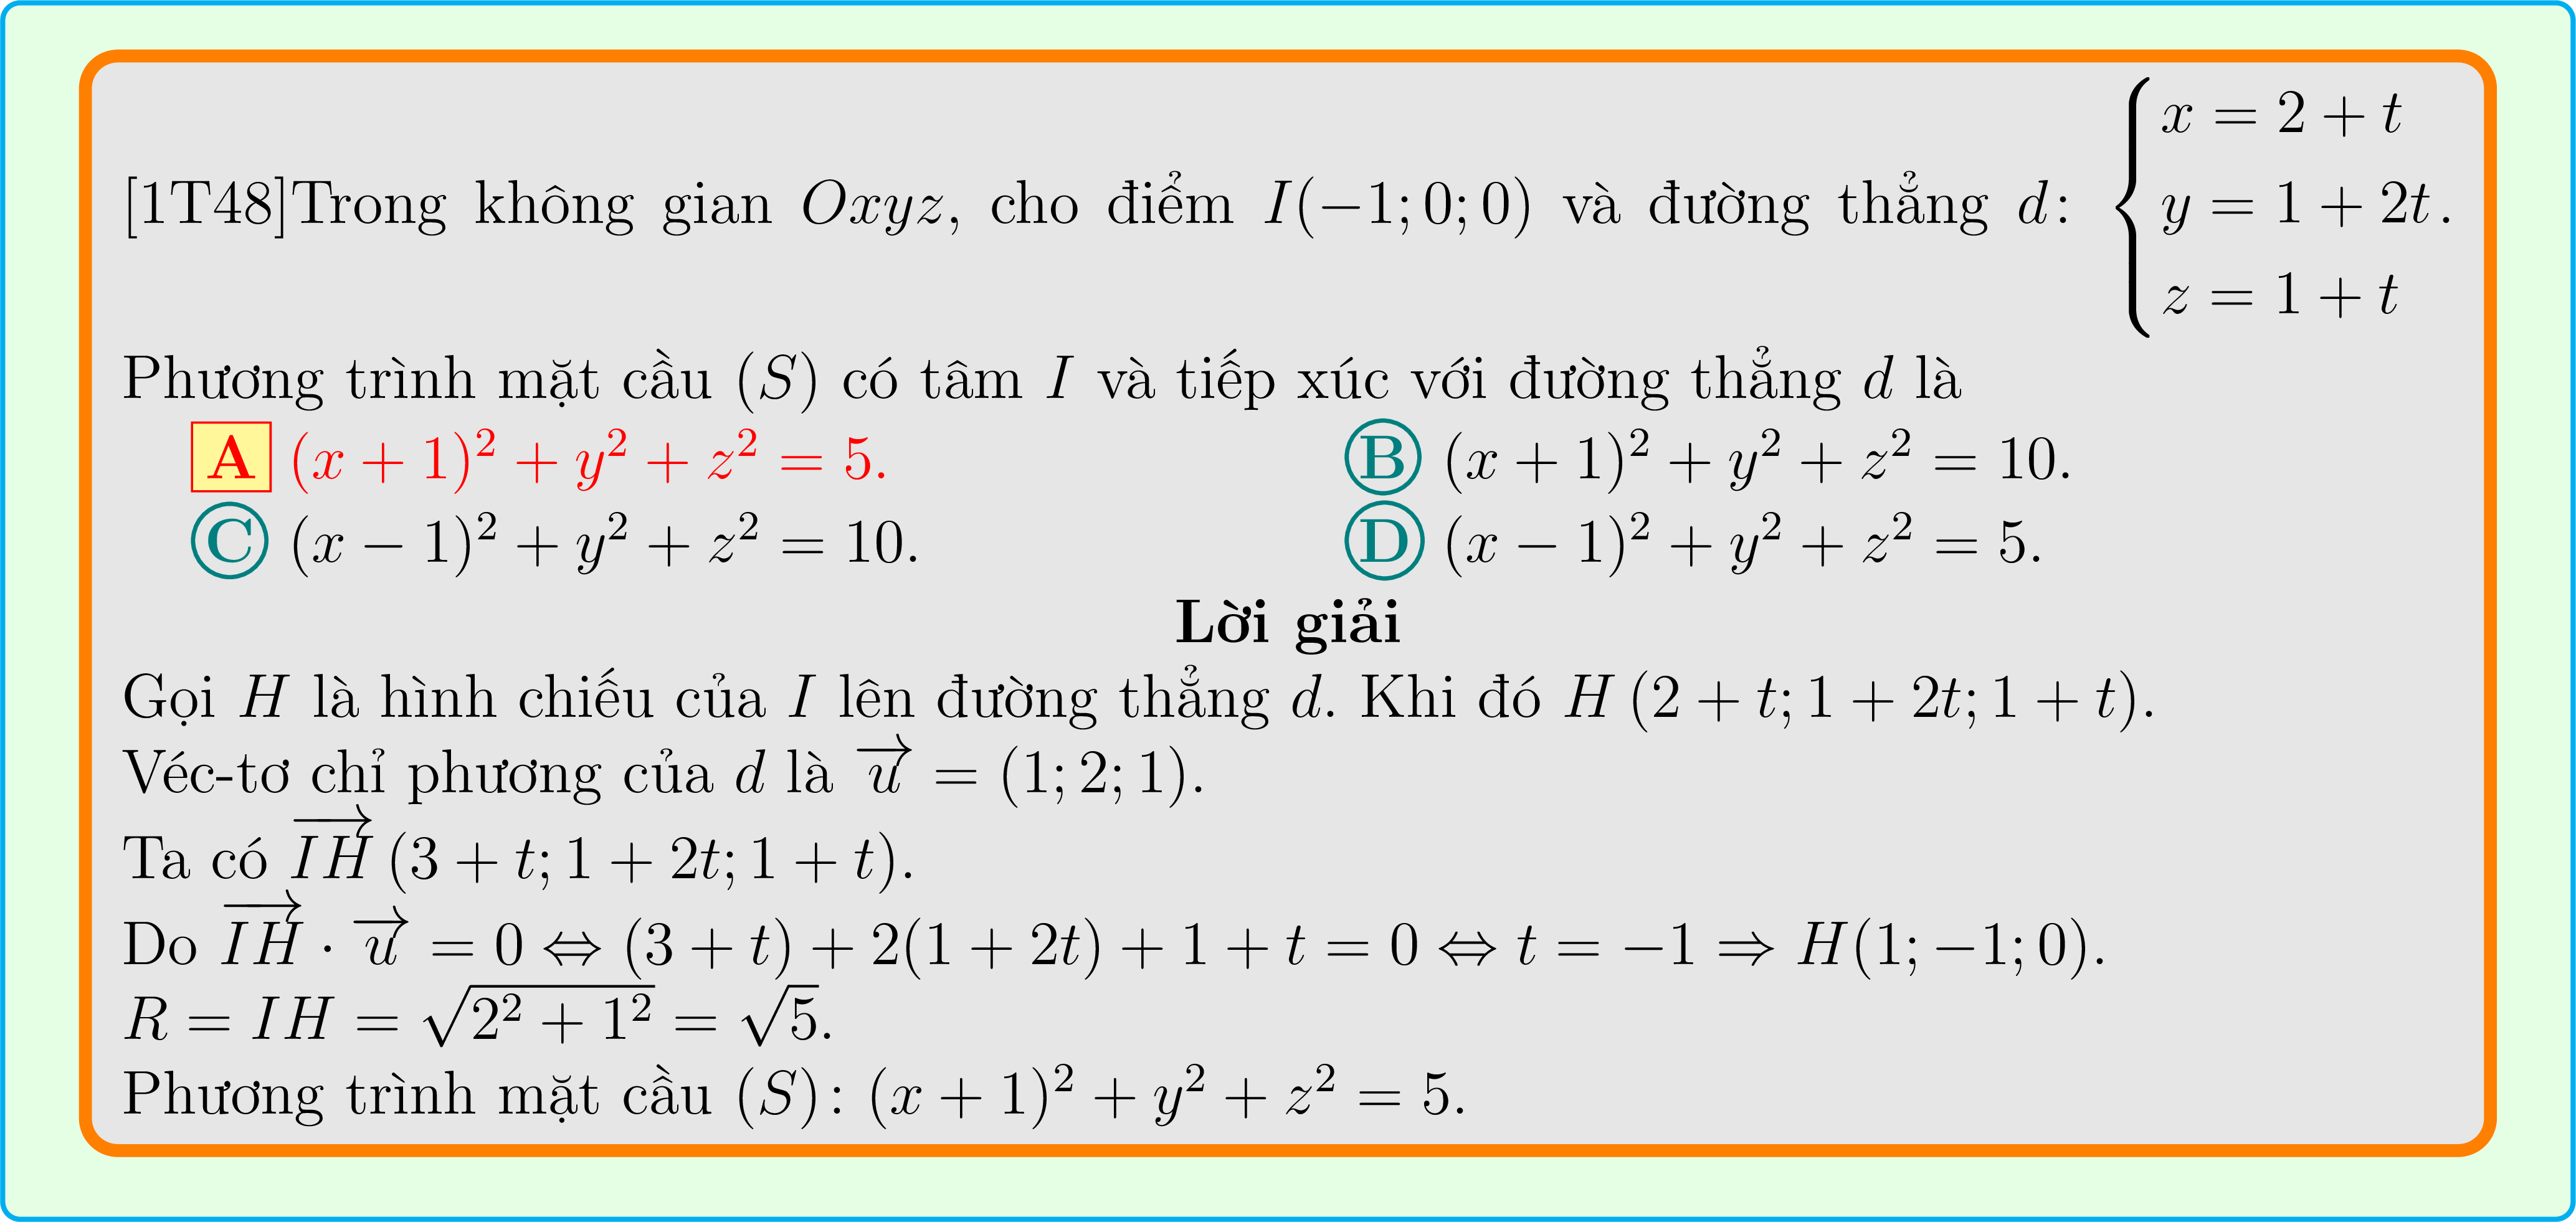 [1T48]Trong không gian $Oxyz$, cho điểm $I(-1;0;0)$ và đường thẳng $d\colon \begin{cases} x = 2 + t \\ y = 1 + 2t \\ z = 1 + t \end{cases}$.
Phương trình mặt cầu $(S)$ có tâm $I$ và tiếp xúc với đường thẳng $d$ là
A $(x+1)^2 + y^2 + z^2 = 5$. B $(x+1)^2 + y^2 + z^2 = 10$.
C $(x-1)^2 + y^2 + z^2 = 10$. D $(x-1)^2 + y^2 + z^2 = 5$.
Lời giải
Gọi $H$ là hình chiếu của $I$ lên đường thẳng $d$. Khi đó $H(2+t;1+2t;1+t)$.
Véc-tơ chỉ phương của $d$ là $\overrightarrow{u} = (1;2;1)$.
Ta có $\overrightarrow{IH}(3+t;1+2t;1+t)$.
Do $\overrightarrow{IH} \cdot \overrightarrow{u} = 0 \Leftrightarrow (3+t) + 2(1+2t) + 1 + t = 0 \Leftrightarrow t = -1 \Rightarrow H(1;-1;0)$.
$R = IH = \sqrt{2^2 + 1^2} = \sqrt{5}$.
Phương trình mặt cầu $(S)\colon (x+1)^2 + y^2 + z^2 = 5$.